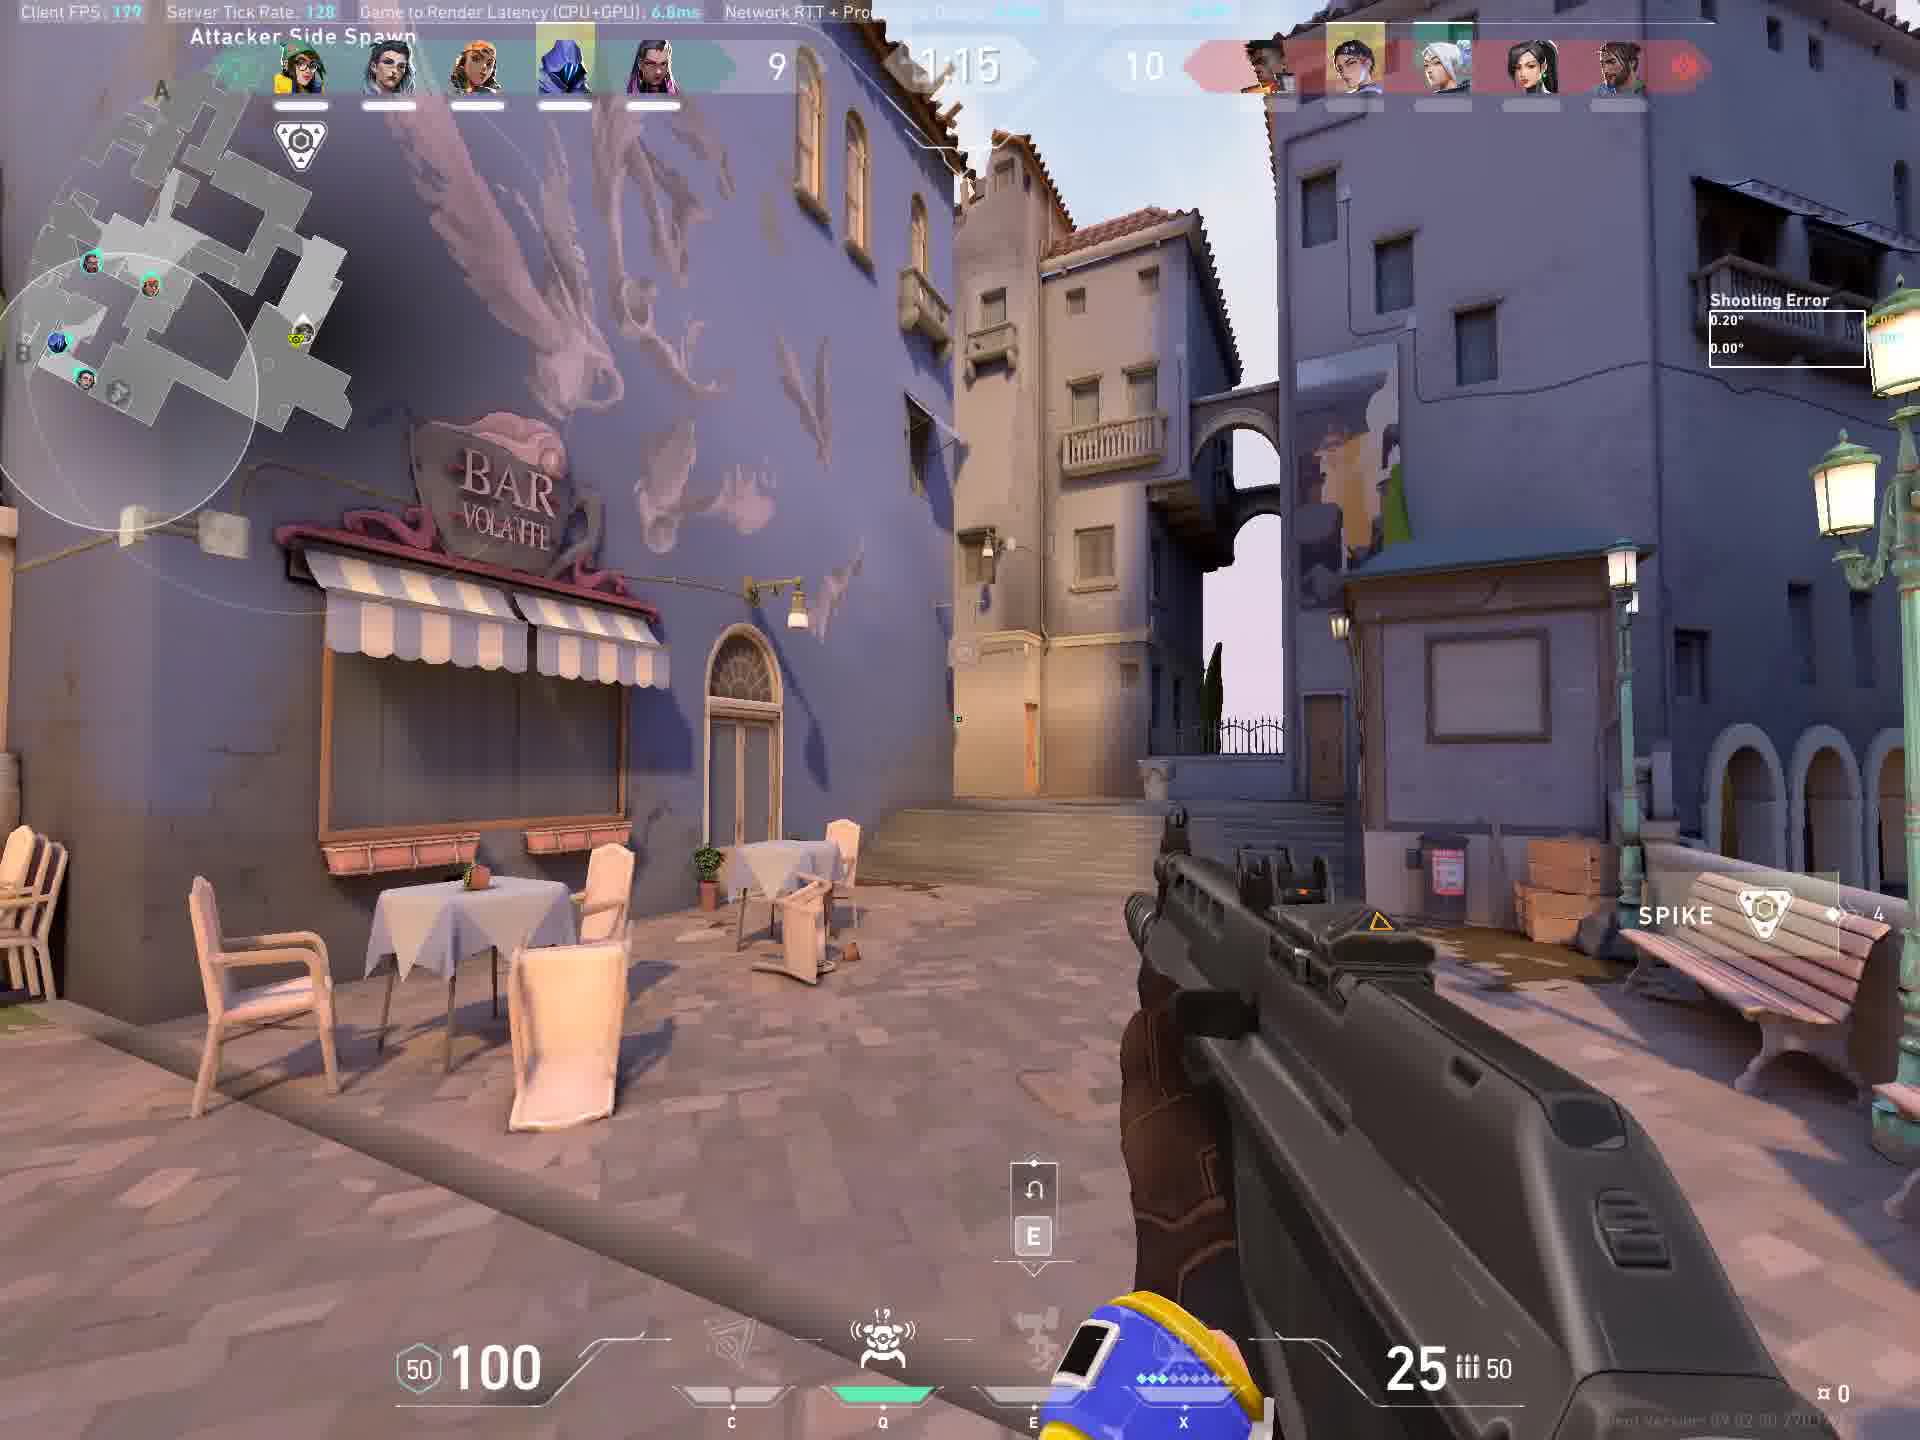 Client FPS: 199 Server Tick Rate: 128 Game to Render Latency (CPU+GPU): 6.8ms Network RTT +
Attacker Side Spawn
9 1:15 10
A
B
Shooting Error
0.20°
0.00°
BAR
VOLANTE
SPIKE 4
E
50 100
25 50
¤ 0
C Q E X